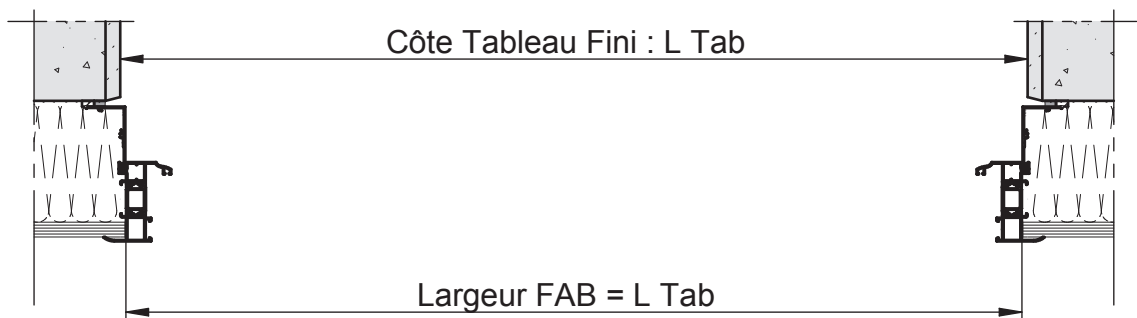 Côte Tableau Fini : L Tab
Largeur FAB = L Tab